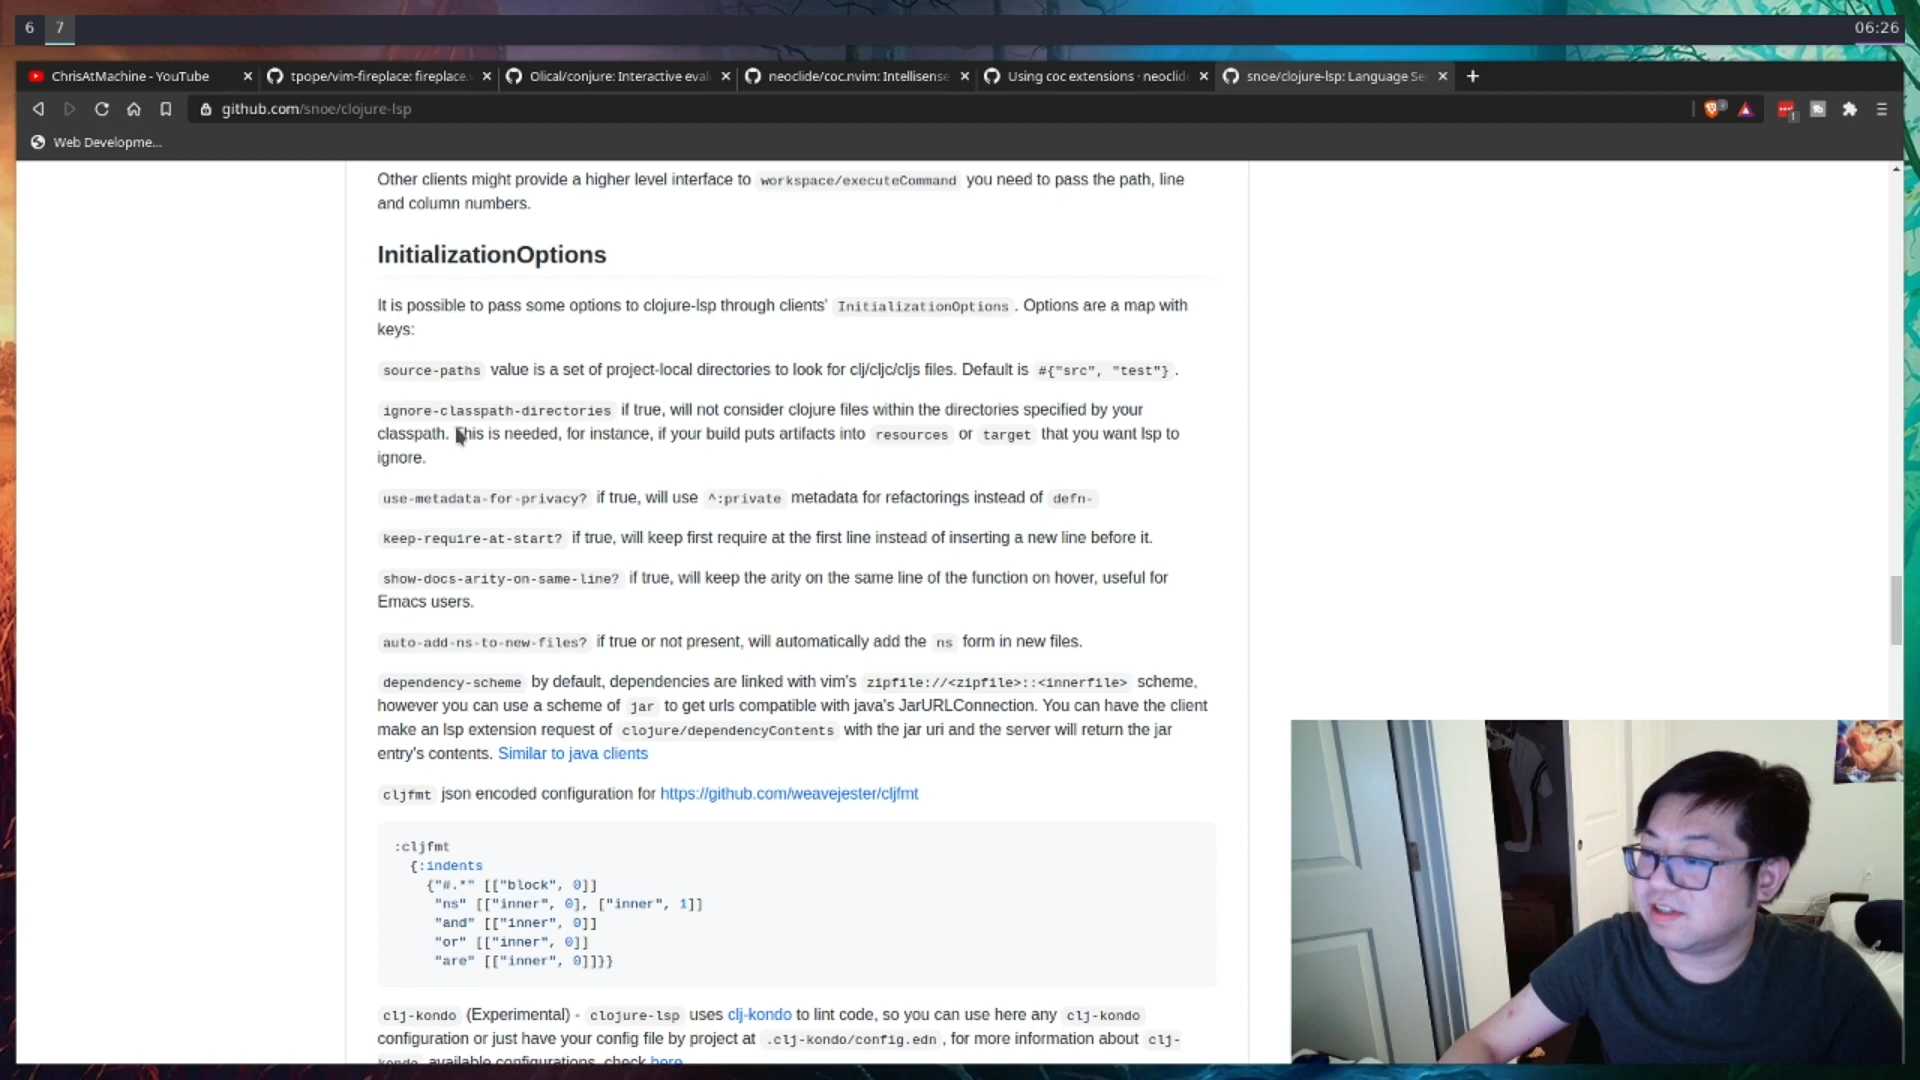 6 7 06:26
ChrisAtMachine - YouTube tpope/vim-fireplace: fireplace. Olical/conjure: Interactive eval neoclide/coc.nvim: Intellisense Using coc extensions · neoclid snoe/clojure-lsp: Language Se
github.com/snoe/clojure-lsp
Web Developme...
Other clients might provide a higher level interface to workspace/executeCommand you need to pass the path, line
and column numbers.
InitializationOptions
It is possible to pass some options to clojure-lsp through clients' InitializationOptions . Options are a map with
keys:
source-paths value is a set of project-local directories to look for clj/cljc/cljs files. Default is #{"src", "test"} .
ignore-classpath-directories if true, will not consider clojure files within the directories specified by your
classpath. This is needed, for instance, if your build puts artifacts into resources or target that you want lsp to
ignore.
use-metadata-for-privacy? if true, will use ^:private metadata for refactorings instead of defn-
keep-require-at-start? if true, will keep first require at the first line instead of inserting a new line before it.
show-docs-arity-on-same-line? if true, will keep the arity on the same line of the function on hover, useful for
Emacs users.
auto-add-ns-to-new-files? if true or not present, will automatically add the ns form in new files.
dependency-scheme by default, dependencies are linked with vim's zipfile://<zipfile>::<innerfile> scheme,
however you can use a scheme of jar to get urls compatible with java's JarURLConnection. You can have the client
make an lsp extension request of clojure/dependencyContents with the jar uri and the server will return the jar
entry's contents. Similar to java clients
cljfmt json encoded configuration for https://github.com/weavejester/cljfmt
:cljfmt
{:indents
{"#.*" [["block", 0]]
"ns" [["inner", 0], ["inner", 1]]
"and" [["inner", 0]]
"or" [["inner", 0]]
"are" [["inner", 0]]}}
clj-kondo (Experimental) - clojure-lsp uses clj-kondo to lint code, so you can use here any clj-kondo
configuration or just have your config file by project at .clj-kondo/config.edn , for more information about clj-
kondo available configurations, check here